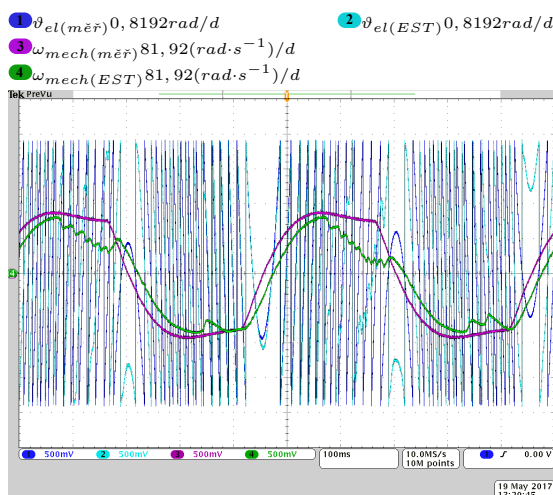 1 ϑel(měř)0,8192rad/d 2 ϑel(EST)0,8192rad/d
3 ωmech(měř)81,92(rad·s⁻¹)/d
4 ωmech(EST)81,92(rad·s⁻¹)/d
Tek PreVu
1 500mV 2 500mV 3 500mV 4 500mV 100ms 10.0MS/s 1 0.00 V
10M points
19 May 2017